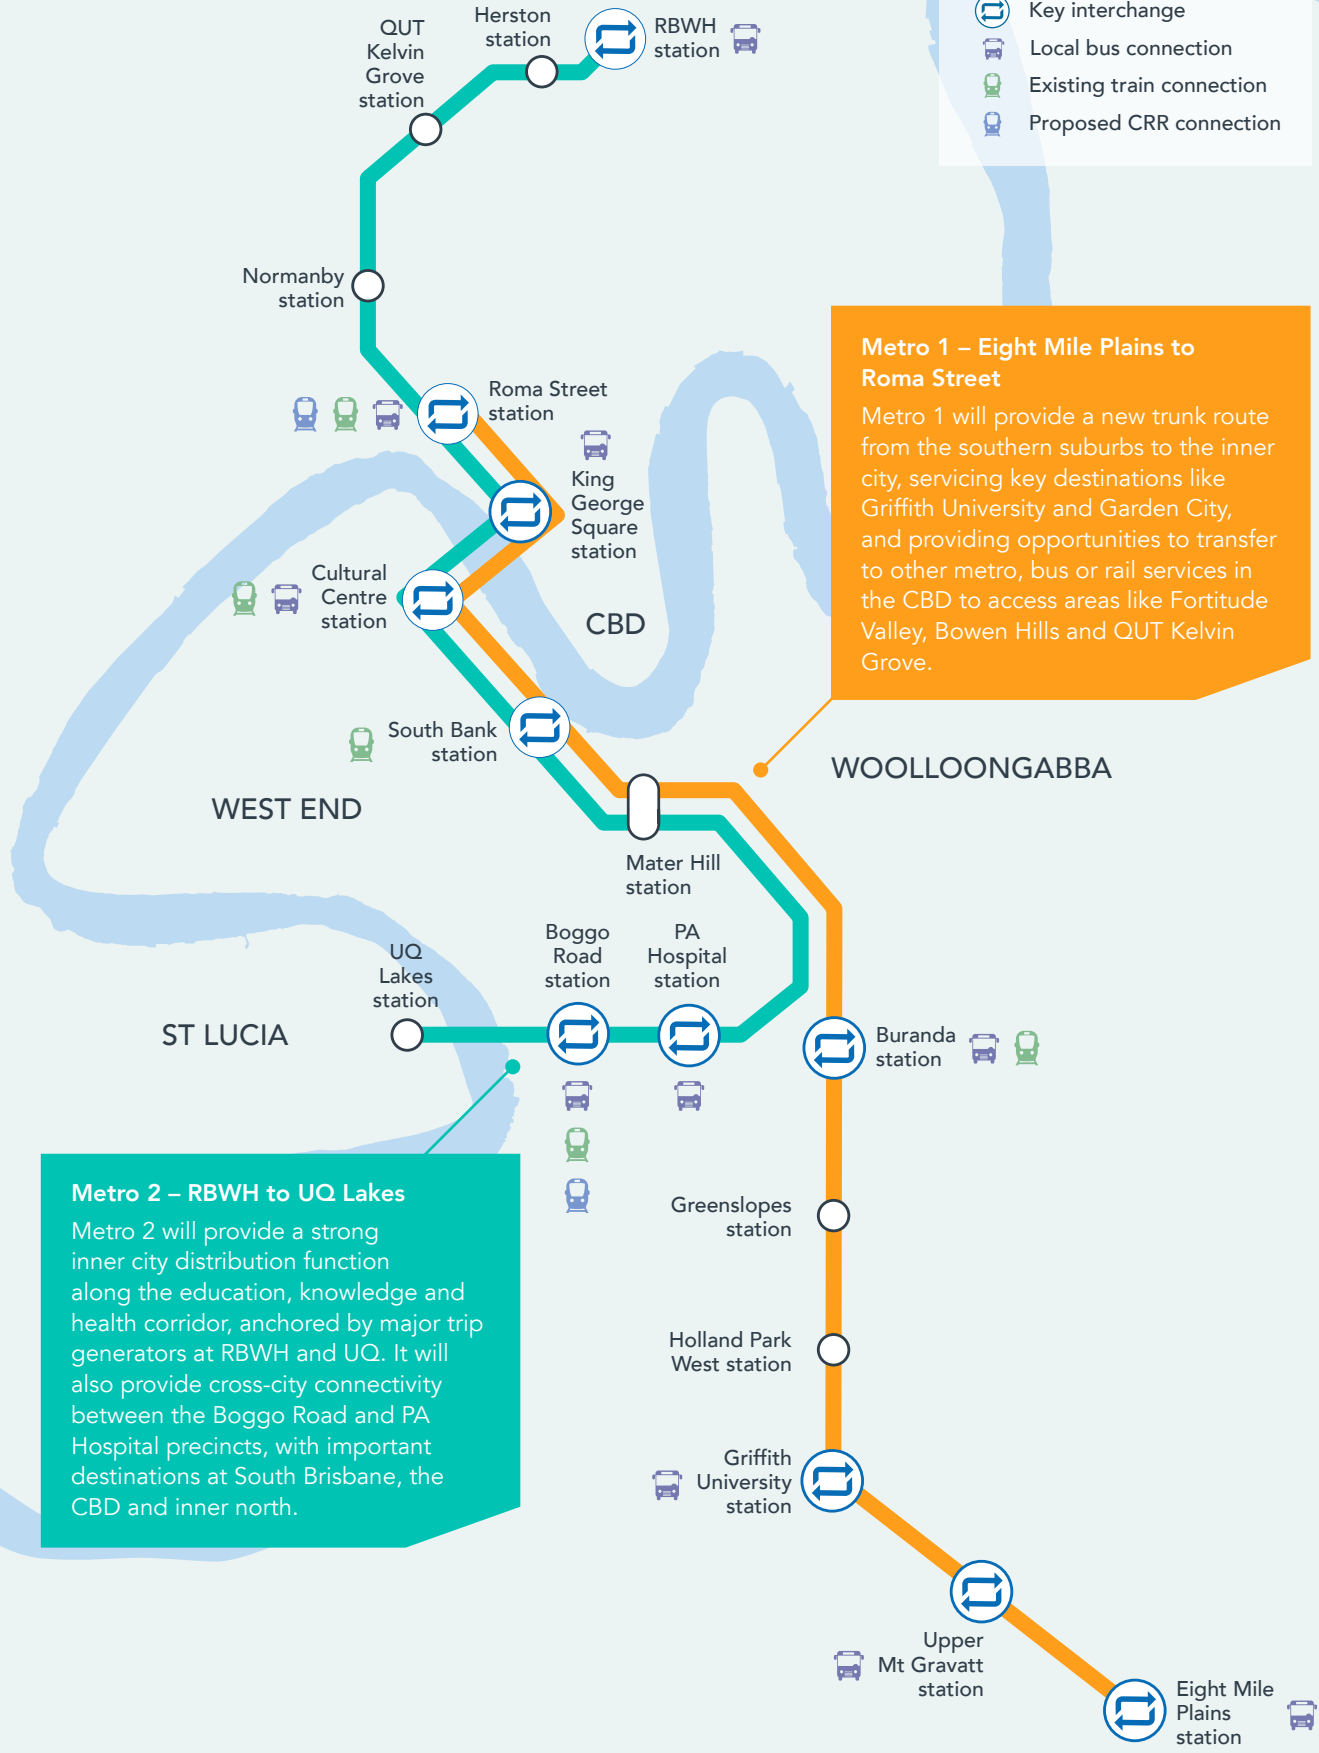 Key interchange
Local bus connection
Existing train connection
Proposed CRR connection
QUT
Kelvin
Grove
station
Herston
station
RBWH
station
Normanby
station
Roma Street
station
King
George
Square
station
Cultural
Centre
station
CBD
Metro 1 – Eight Mile Plains to
Roma Street
Metro 1 will provide a new trunk route
from the southern suburbs to the inner
city, servicing key destinations like
Griffith University and Garden City,
and providing opportunities to transfer
to other metro, bus or rail services in
the CBD to access areas like Fortitude
Valley, Bowen Hills and QUT Kelvin
Grove.
South Bank
station
WOOLLOONGABBA
WEST END
Mater Hill
station
UQ
Lakes
station
Boggo
Road
station
PA
Hospital
station
ST LUCIA
Buranda
station
Metro 2 – RBWH to UQ Lakes
Metro 2 will provide a strong
inner city distribution function
along the education, knowledge and
health corridor, anchored by major trip
generators at RBWH and UQ. It will
also provide cross-city connectivity
between the Boggo Road and PA
Hospital precincts, with important
destinations at South Brisbane, the
CBD and inner north.
Greenslopes
station
Holland Park
West station
Griffith
University
station
Upper
Mt Gravatt
station
Eight Mile
Plains
station